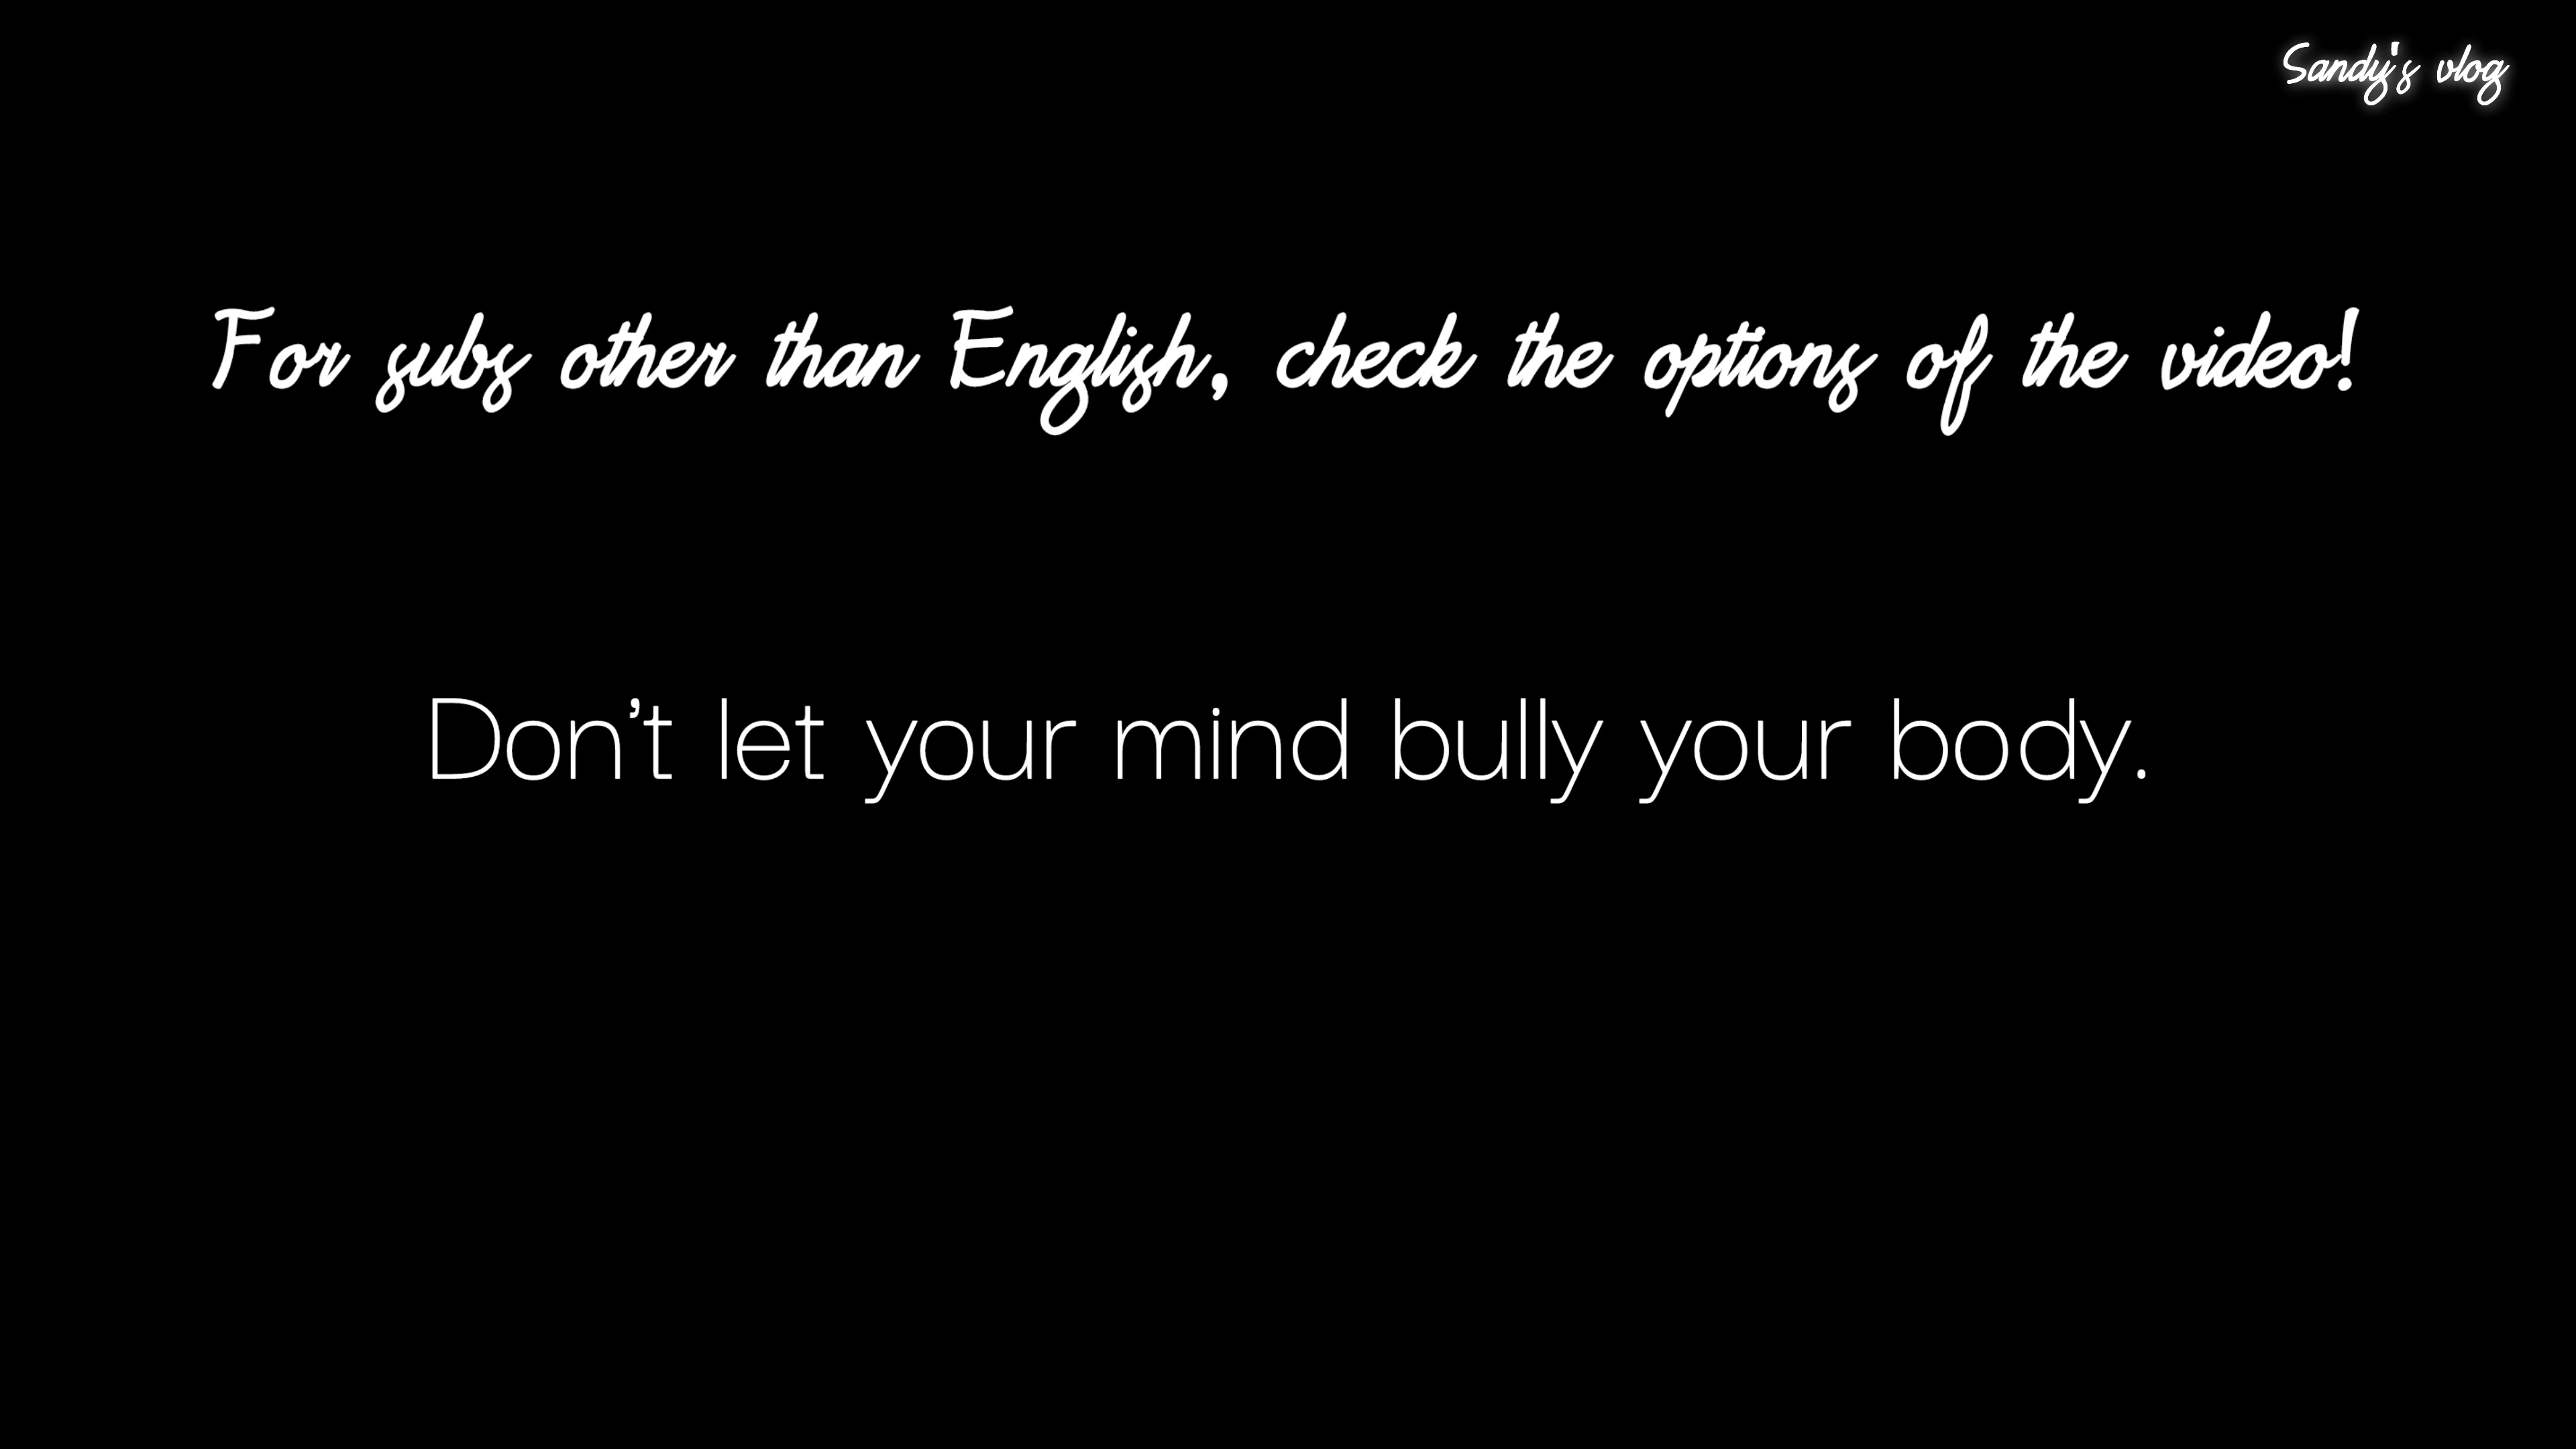 Sandy's vlog
For subs other than English, check the options of the video!
Don't let your mind bully your body.